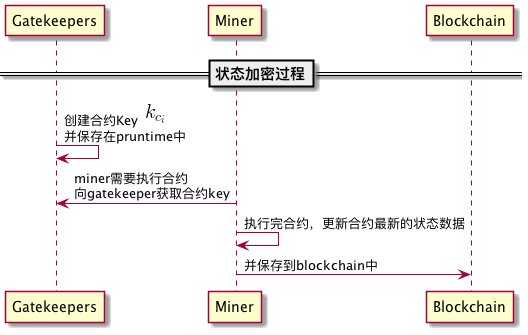 Gatekeepers Miner Blockchain
状态加密过程
创建合约Key $k_{c_i}$
并保存在pruntime中
miner需要执行合约
向gatekeeper获取合约key
执行完合约，更新合约最新的状态数据
并保存到blockchain中
Gatekeepers Miner Blockchain